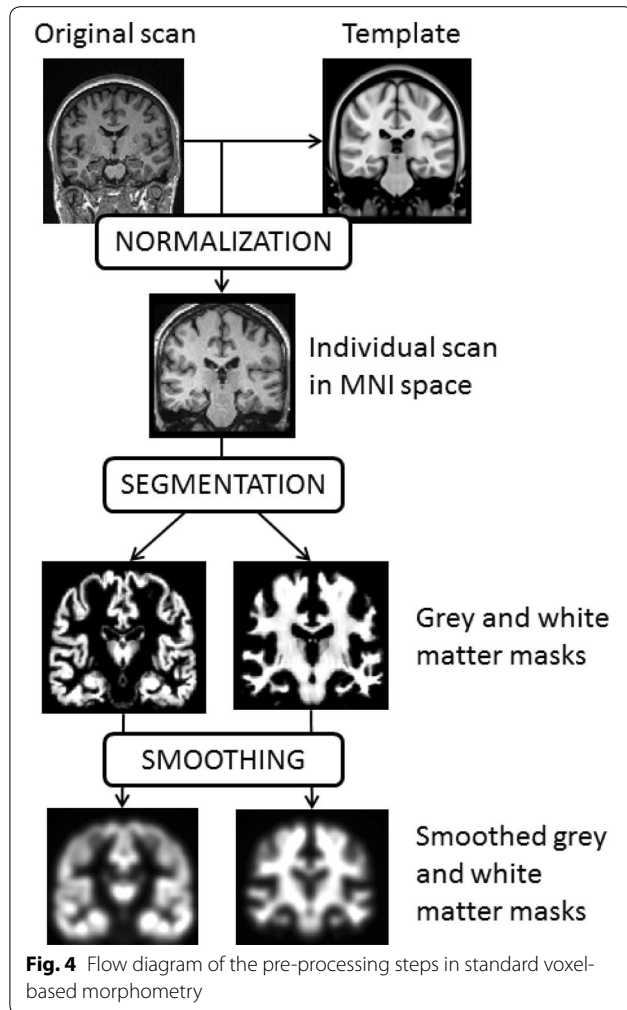 Original scan
Template
NORMALIZATION
Individual scan
in MNI space
SEGMENTATION
Grey and white
matter masks
SMOOTHING
Smoothed grey
and white
matter masks
Fig. 4 Flow diagram of the pre-processing steps in standard voxel-
based morphometry